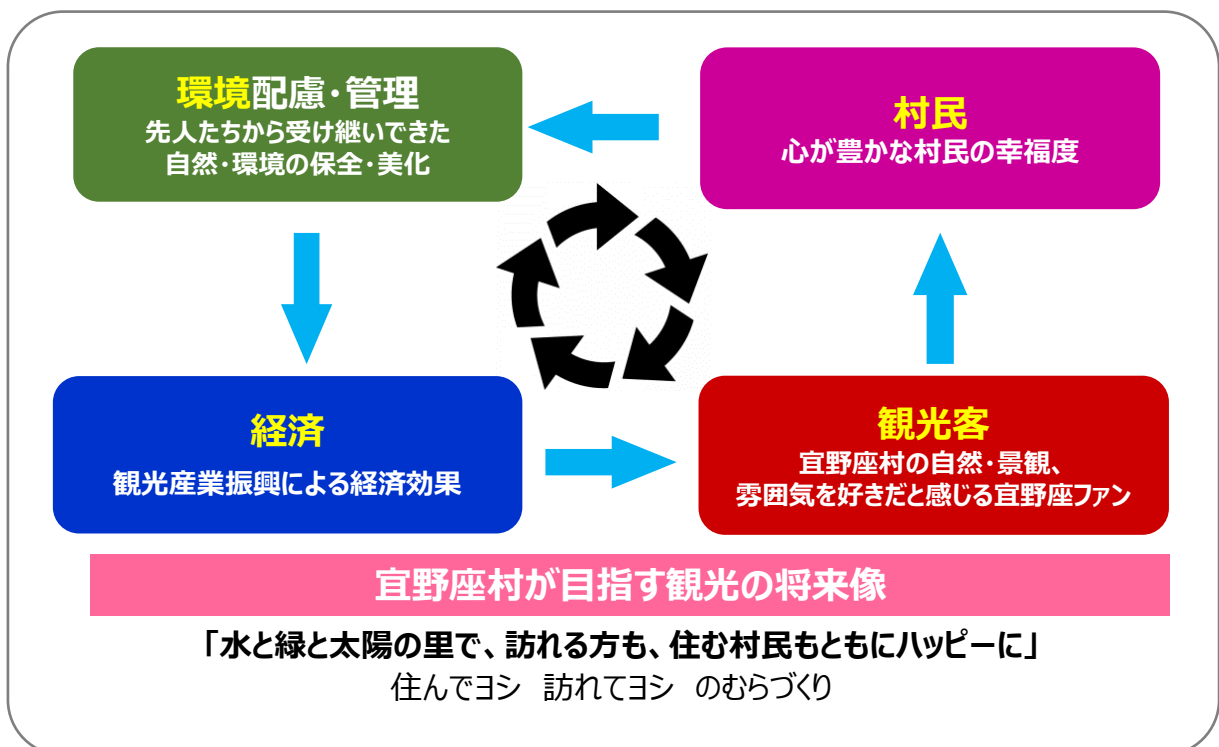 環境配慮・管理
先人たちから受け継いできた
自然・環境の保全・美化
村民
心が豊かな村民の幸福度
経済
観光産業振興による経済効果
観光客
宜野座村の自然・景観、
雰囲気を好きだと感じる宜野座ファン
宜野座村が目指す観光の将来像
「水と緑と太陽の里で、訪れる方も、住む村民もともにハッピーに」
住んでヨシ　訪れてヨシ　のむらづくり